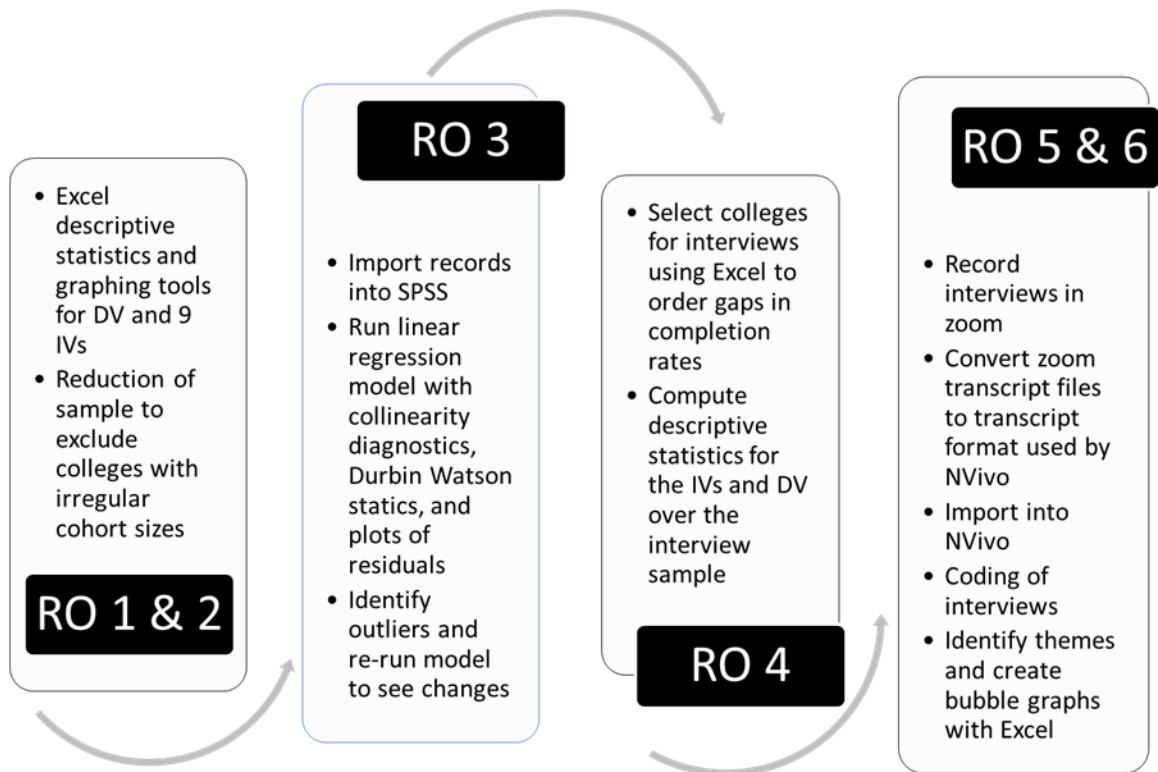 • Excel
descriptive
statistics and
graphing tools
for DV and 9
IVs
• Reduction of
sample to
exclude
colleges with
irregular
cohort sizes
RO 1 & 2
RO 3
• Import records
into SPSS
• Run linear
regression
model with
collinearity
diagnostics,
Durbin Watson
statics, and
plots of
residuals
• Identify
outliers and
re-run model
to see changes
• Select colleges
for interviews
using Excel to
order gaps in
completion
rates
• Compute
descriptive
statistics for
the IVs and DV
over the
interview
sample
RO 4
RO 5 & 6
• Record
interviews in
zoom
• Convert zoom
transcript files
to transcript
format used by
NVivo
• Import into
NVivo
• Coding of
interviews
• Identify themes
and create
bubble graphs
with Excel